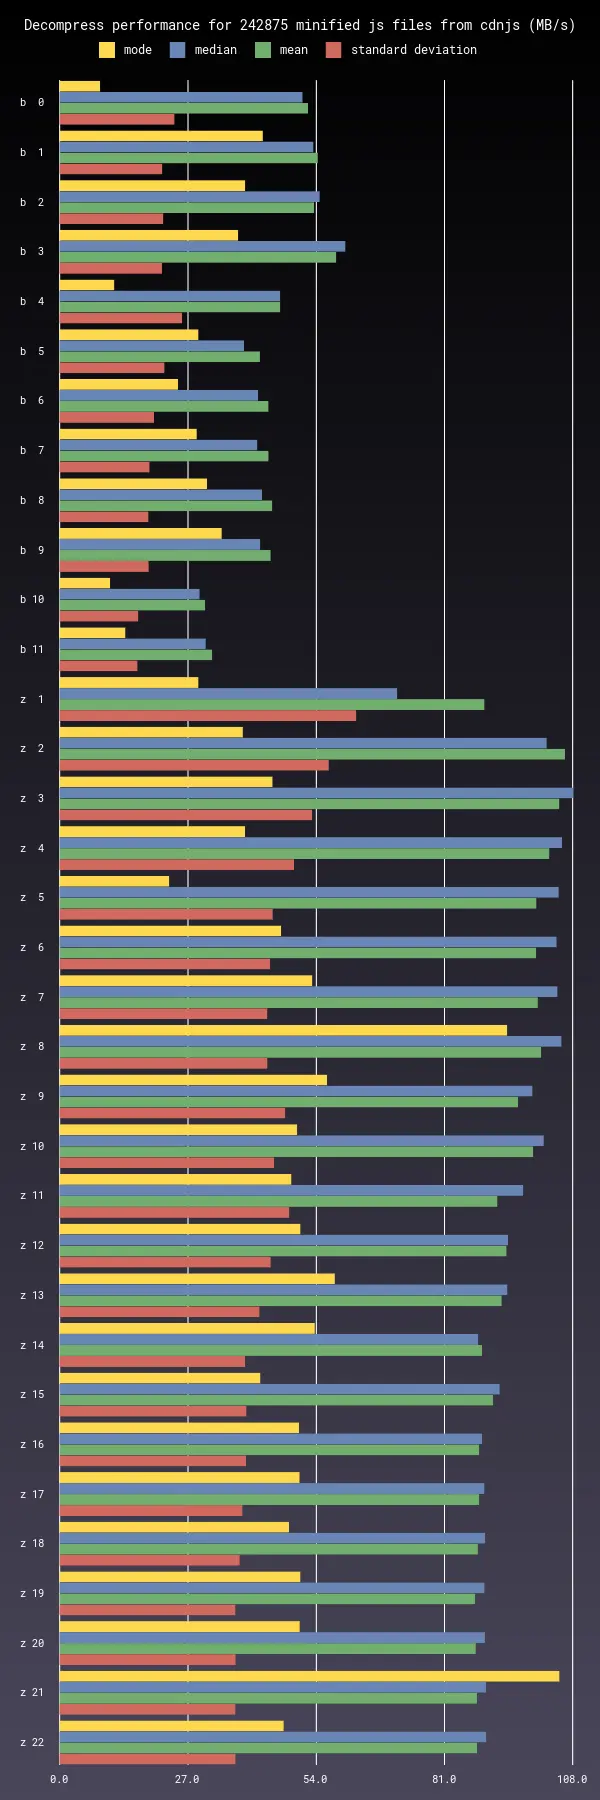 Decompress performance for 242875 minified js files from cdnjs (MB/s)
mode median mean standard deviation
b 0
b 1
b 2
b 3
b 4
b 5
b 6
b 7
b 8
b 9
b 10
b 11
z 1
z 2
z 3
z 4
z 5
z 6
z 7
z 8
z 9
z 10
z 11
z 12
z 13
z 14
z 15
z 16
z 17
z 18
z 19
z 20
z 21
z 22
0.0 27.0 54.0 81.0 108.0